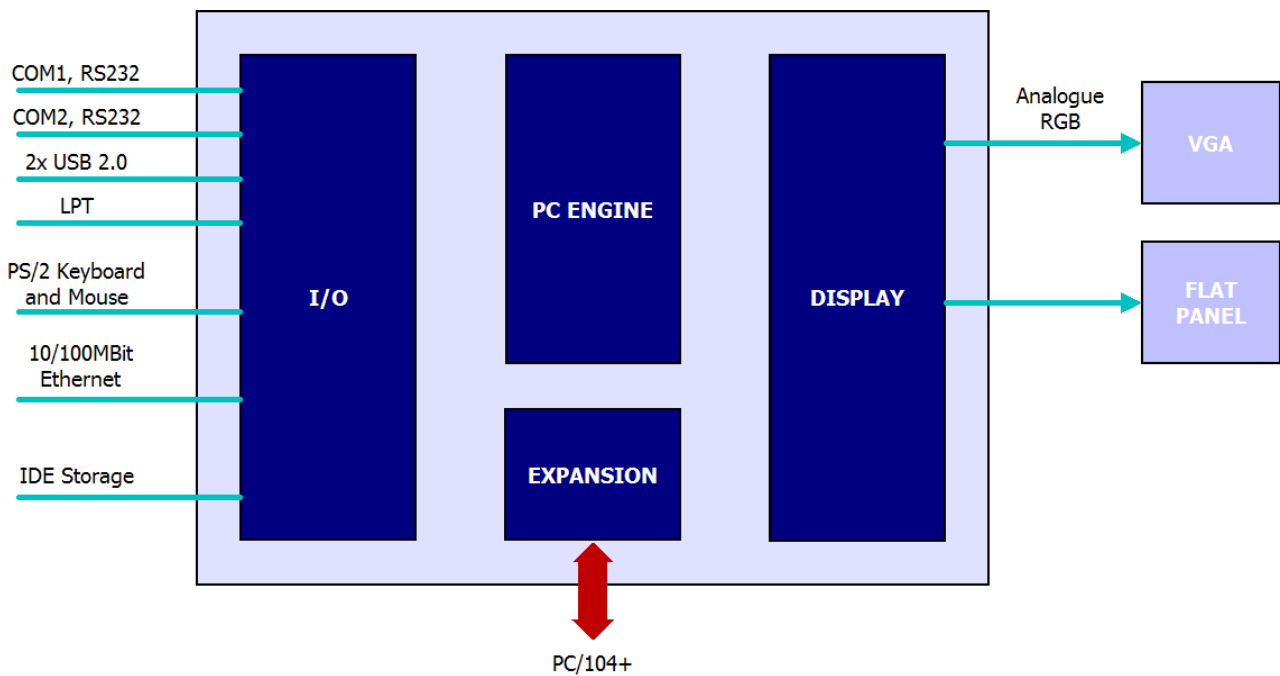 COM1, RS232
COM2, RS232
2x USB 2.0
LPT
PS/2 Keyboard
and Mouse
10/100MBit
Ethernet
IDE Storage
I/O
PC ENGINE
EXPANSION
PC/104+
DISPLAY
Analogue
RGB
VGA
FLAT
PANEL